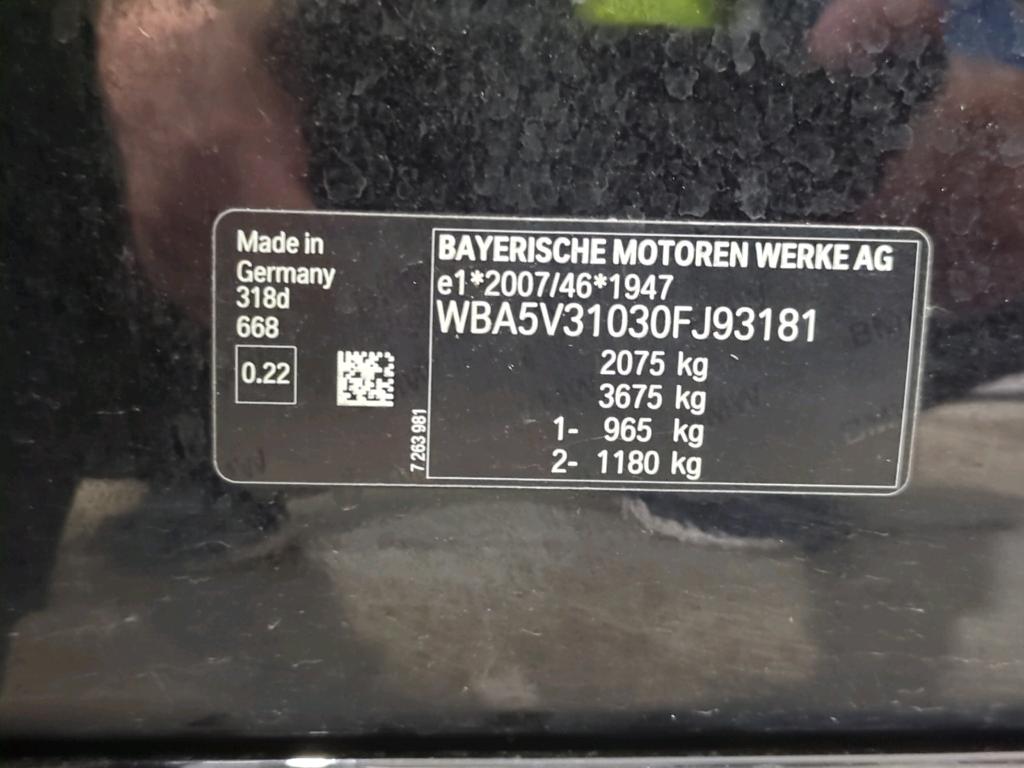 Made in
Germany
318d
668
0.22
7 263 981
BAYERISCHE MOTOREN WERKE AG
e1*2007/46*1947
WBA5V31030FJ93181
2075 kg
3675 kg
1- 965 kg
2- 1180 kg